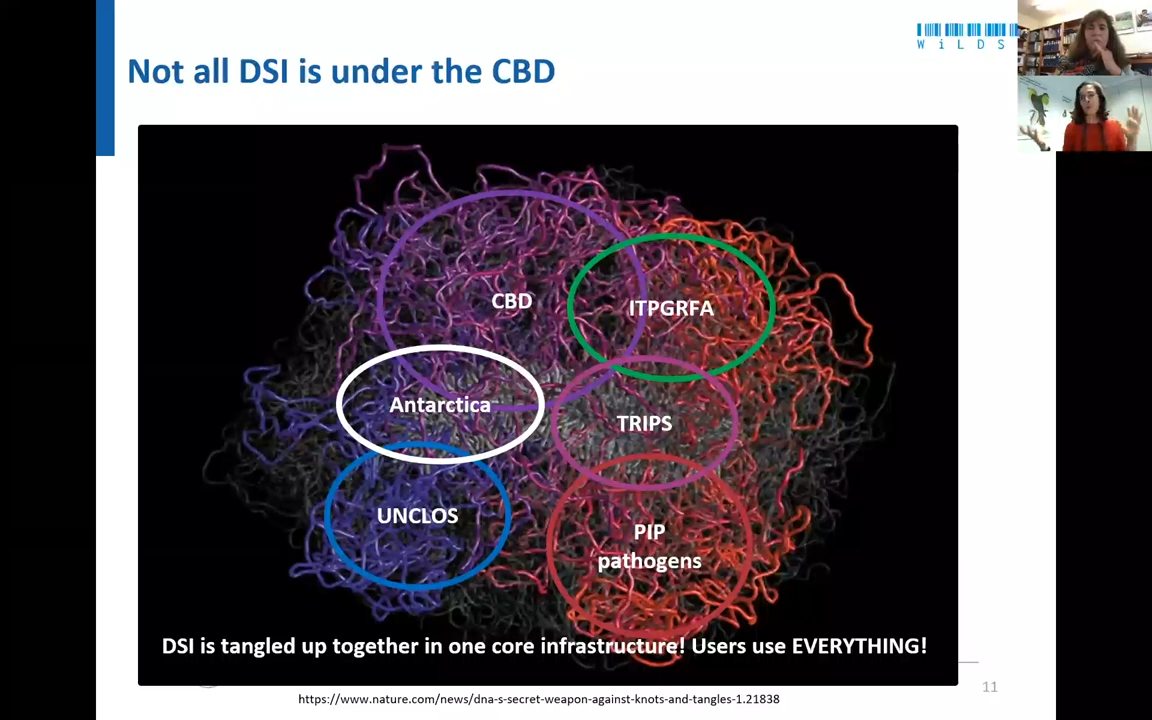 WiLDS
Not all DSI is under the CBD
CBD
ITPGRFA
Antarctica
TRIPS
UNCLOS
PIP
pathogens
DSI is tangled up together in one core infrastructure! Users use EVERYTHING!
11
https://www.nature.com/news/dna-s-secret-weapon-against-knots-and-tangles-1.21838